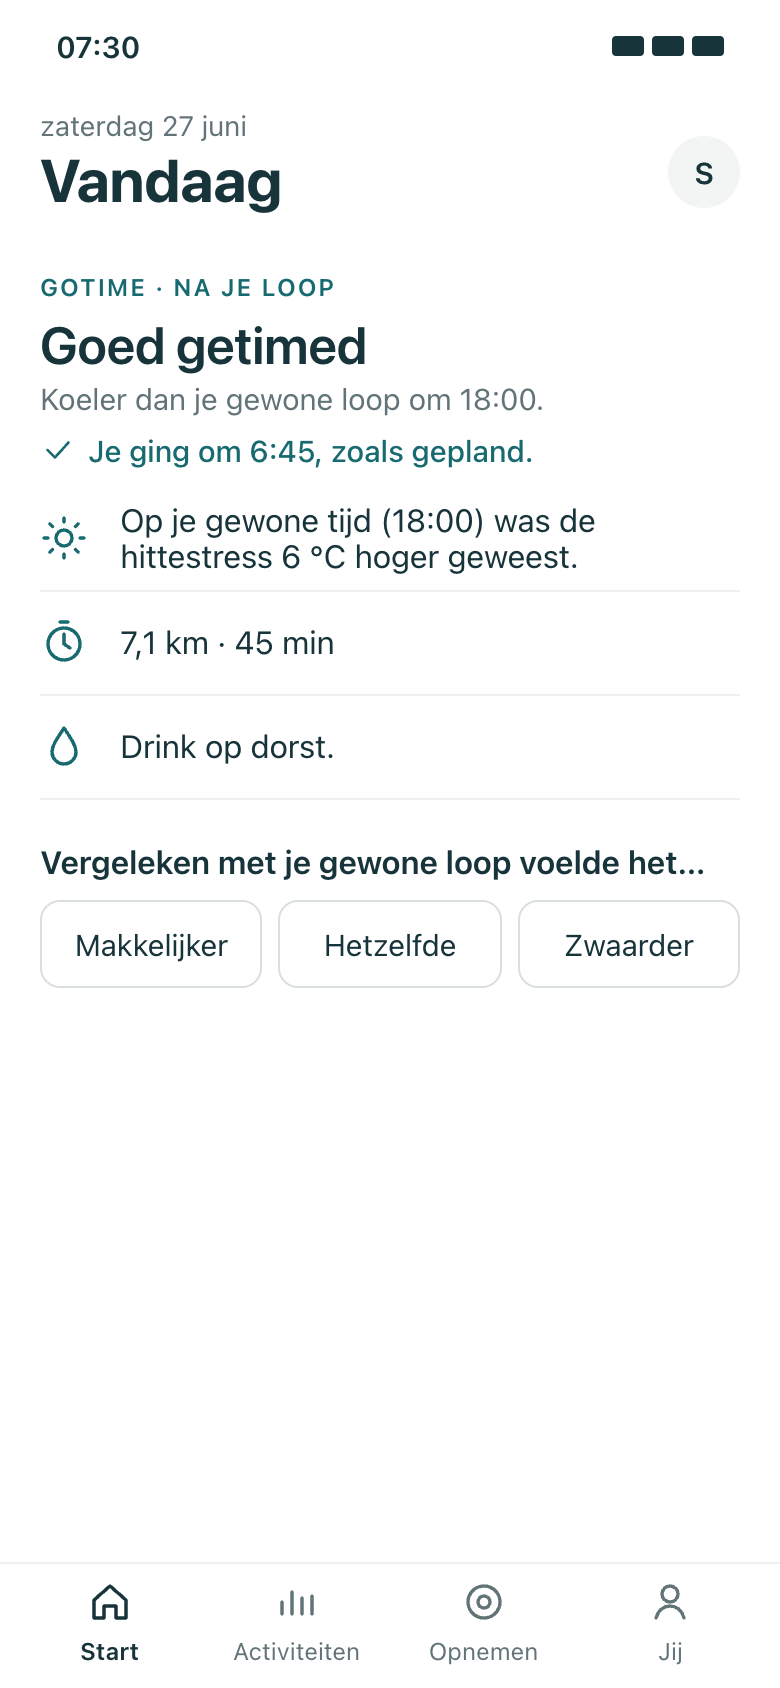 07:30
zaterdag 27 juni
Vandaag
S
GOTIME · NA JE LOOP
Goed getimed
Koeler dan je gewone loop om 18:00.
Je ging om 6:45, zoals gepland.
Op je gewone tijd (18:00) was de
hittestress 6 °C hoger geweest.
7,1 km · 45 min
Drink op dorst.
Vergeleken met je gewone loop voelde het...
Makkelijker
Hetzelfde
Zwaarder
Start
Activiteiten
Opnemen
Jij